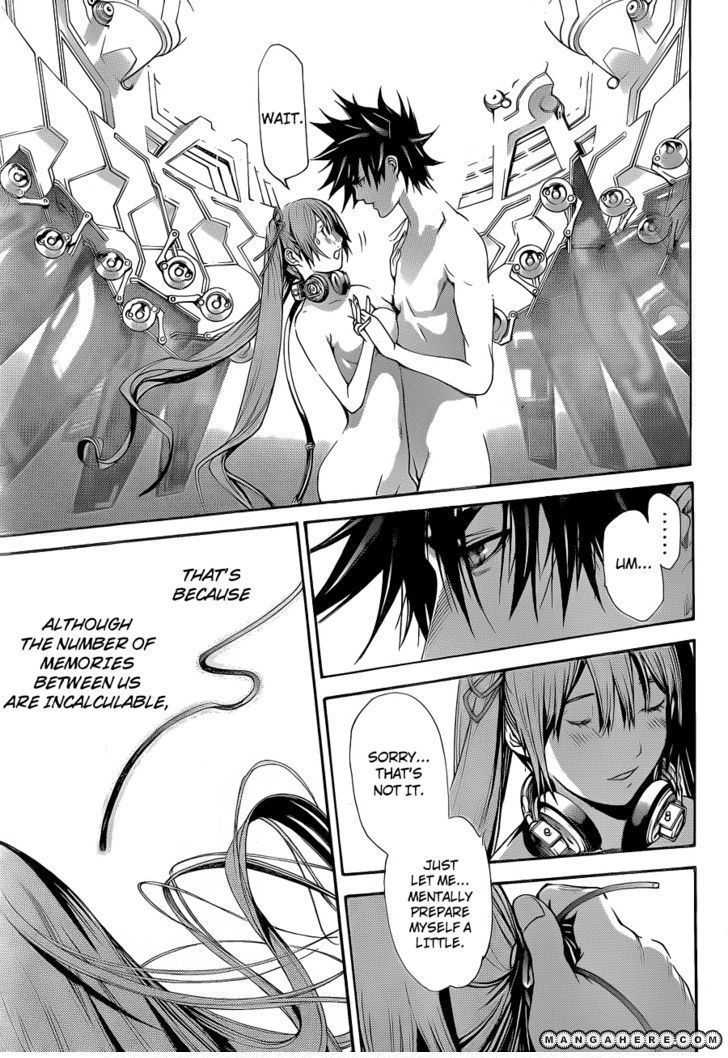 WAIT.
......
UM...
SORRY...
THAT'S
NOT IT.
JUST
LET ME...
MENTALLY
PREPARE
MYSELF A
LITTLE.
THAT'S
BECAUSE
ALTHOUGH
THE NUMBER OF
MEMORIES
BETWEEN US
ARE INCALCULABLE,
MANGAHERE.COM